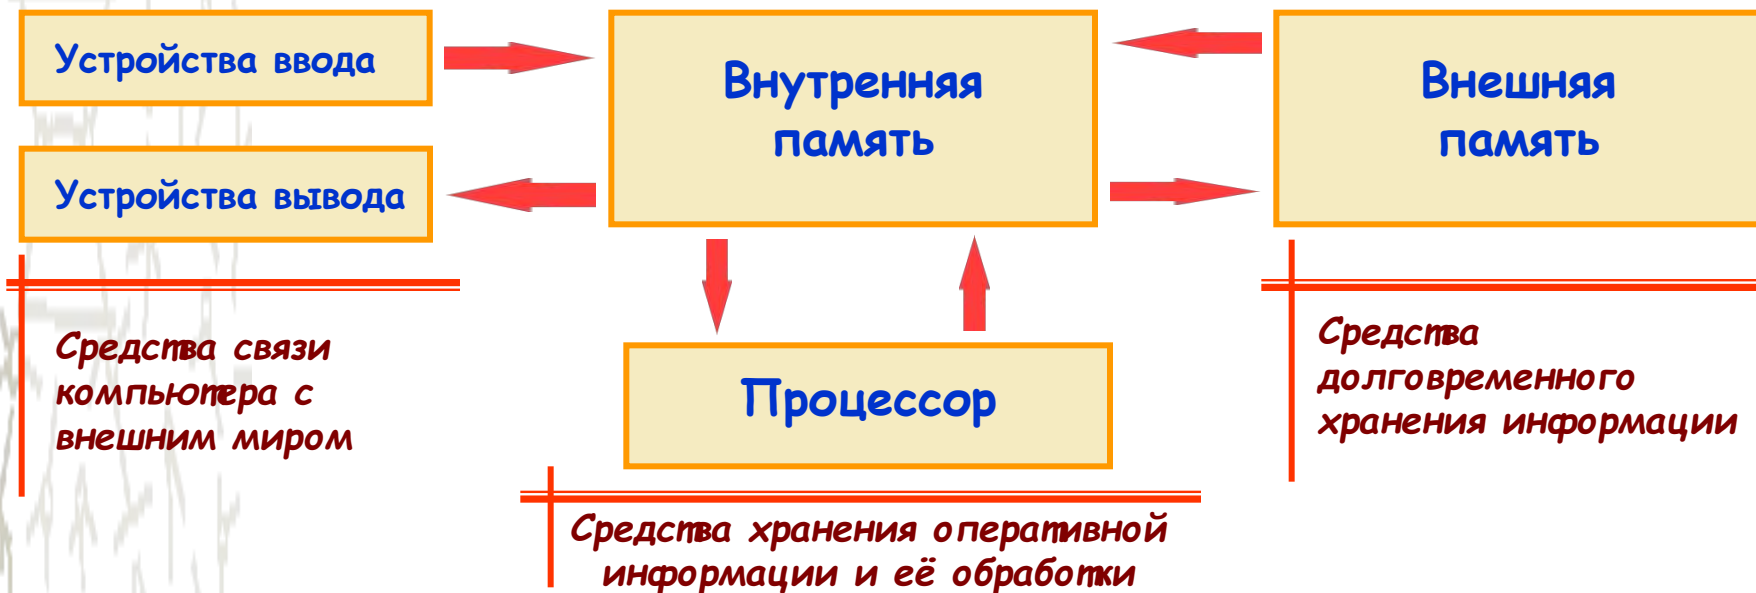 Устройства ввода
Устройства вывода
Внутренняя
память
Внешняя
память
Процессор
Средства связи
компьютера с
внешним миром
Средства хранения оперативной
информации и её обработки
Средства
долговременного
хранения информации